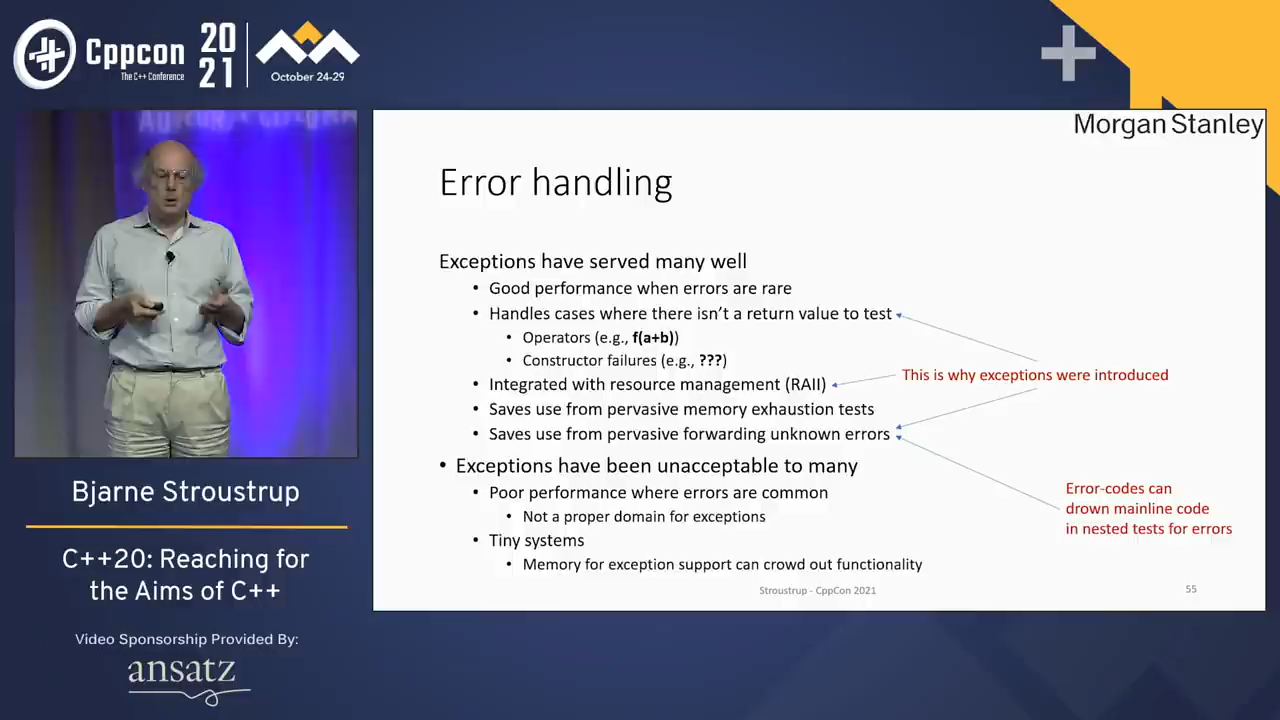 Cppcon
The C++ Conference
20
21
October 24-29
Morgan Stanley
Error handling
Exceptions have served many well
• Good performance when errors are rare
• Handles cases where there isn’t a return value to test
• Operators (e.g., f(a+b))
• Constructor failures (e.g., ???)
• Integrated with resource management (RAII)
• Saves use from pervasive memory exhaustion tests
• Saves use from pervasive forwarding unknown errors
• Exceptions have been unacceptable to many
• Poor performance where errors are common
• Not a proper domain for exceptions
• Tiny systems
• Memory for exception support can crowd out functionality
This is why exceptions were introduced
Error-codes can
drown mainline code
in nested tests for errors
Stroustrup - CppCon 2021
55
Bjarne Stroustrup
C++20: Reaching for
the Aims of C++
Video Sponsorship Provided By:
ansatz